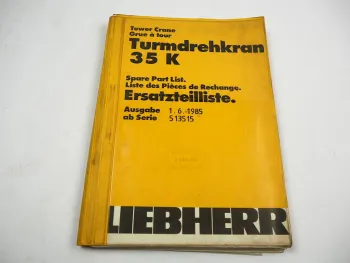 Tower Crane
Grue à tour
Turmdrehkran
35 K
Spare Part List.
Liste des Pièces de Rechange.
Ersatzteilliste.
Ausgabe 1.6.-1985
ab Serie 513515
LIEBHERR